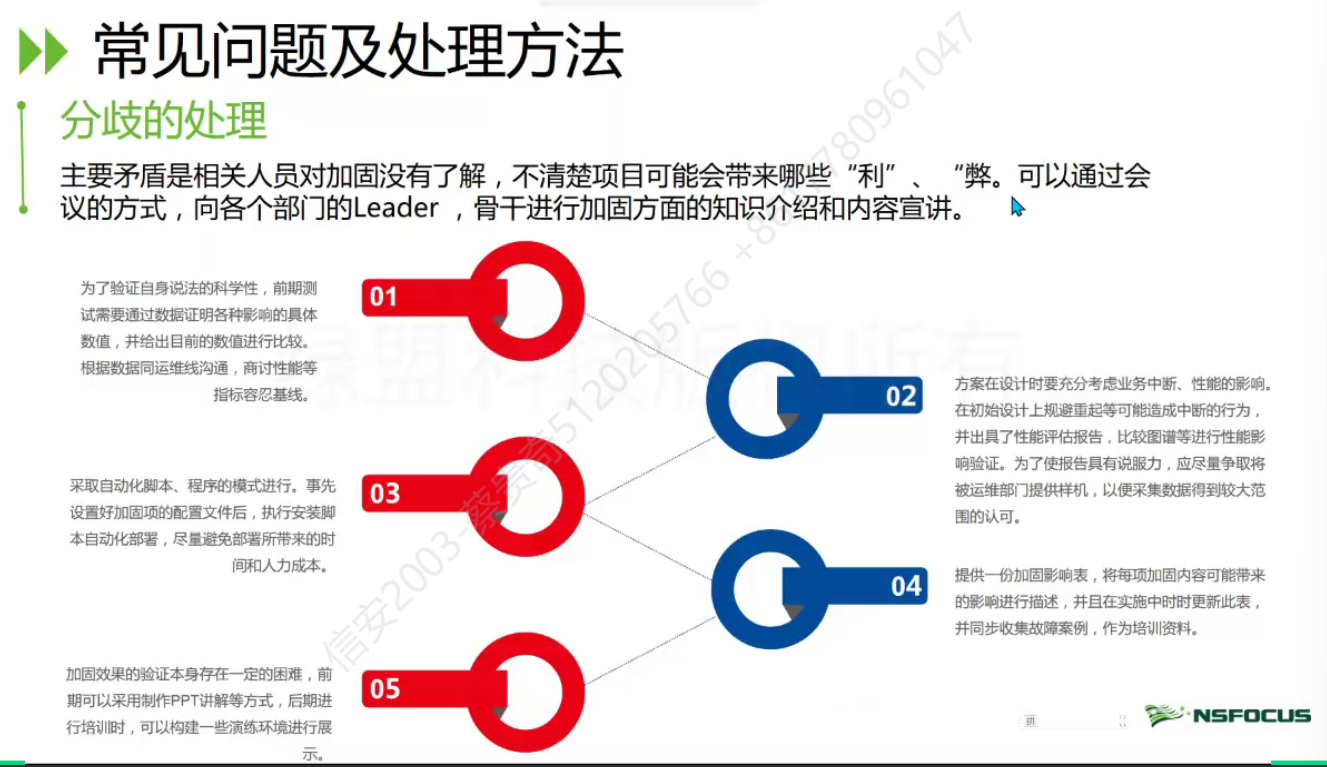 常见问题及处理方法
分歧的处理
主要矛盾是相关人员对加固没有了解，不清楚项目可能会带来哪些“利”、“弊。可以通过会
议的方式，向各个部门的Leader ，骨干进行加固方面的知识介绍和内容宣讲。
为了验证自身说法的科学性，前期测
试需要通过数据证明各种影响的具体
数值，并给出目前的数值进行比较。
根据数据同运维线沟通，商讨性能等
指标容忍基线。
01
02
方案在设计时要充分考虑业务中断、性能的影响。
在初始设计上规避重起等可能造成中断的行为，
并出具了性能评估报告，比较图谱等进行性能影
响验证。为了使报告具有说服力，应尽量争取将
被运维部门提供样机，以便采集数据得到较大范
围的认可。
采取自动化脚本、程序的模式进行。事先
设置好加固项的配置文件后，执行安装脚
本自动化部署，尽量避免部署所带来的时
间和人力成本。
03
04
提供一份加固影响表，将每项加固内容可能带来
的影响进行描述，并且在实施中时时更新此表，
并同步收集故障案例，作为培训资料。
加固效果的验证本身存在一定的困难，前
期可以采用制作PPT讲解等方式，后期进
行培训时，可以构建一些演练环境进行展
示。
05
拼
NSFOCUS
绿盟科技版权所有